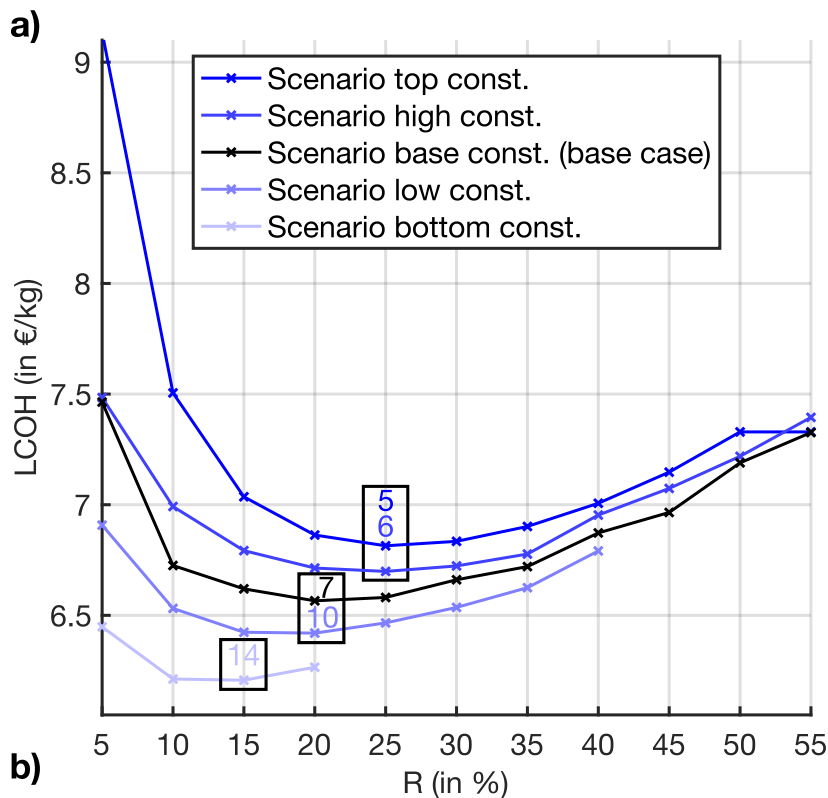 a)
9
8.5
8
7.5
7
6.5
LCOH (in €/kg)
Scenario top const.
Scenario high const.
Scenario base const. (base case)
Scenario low const.
Scenario bottom const.
5
6
7
10
14
5 10 15 20 25 30 35 40 45 50 55
R (in %)
b)